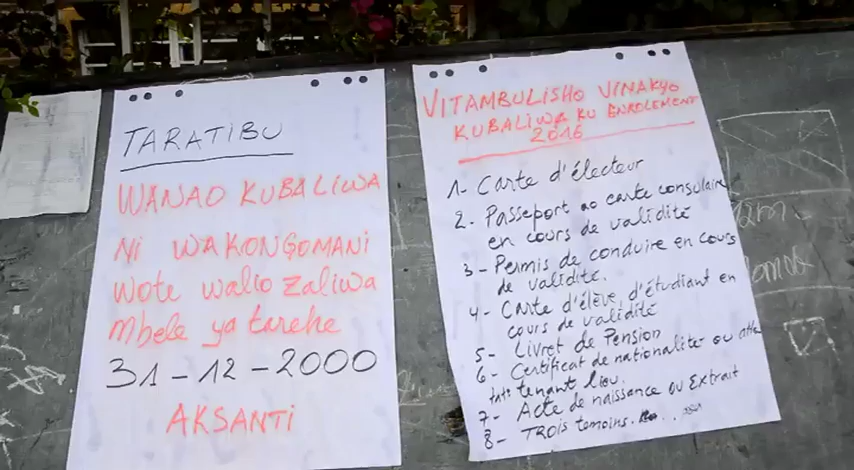 TARATIBU
WANAO KUBALIWA
NI WAKONGOMANI
Wote walio zaliwa
Mbele ya tarehe
31-12-2000
AKSANTI
VITAMBULISHO VINAKYO
KUBALIWA KU ENROLEMENT
2016
1- Carte d'électeur
2- Passeport ao carte consulaire
en cours de validité
3- Permis de conduire en cours
de validité.
4- Carte d'élève, d'étudiant en
cours de validité
5- Livret de Pension
6- Certificat de nationalité ou atte
tenant lieu.
7- Acte de naissance ou Extrait
8- TROIS temoins.